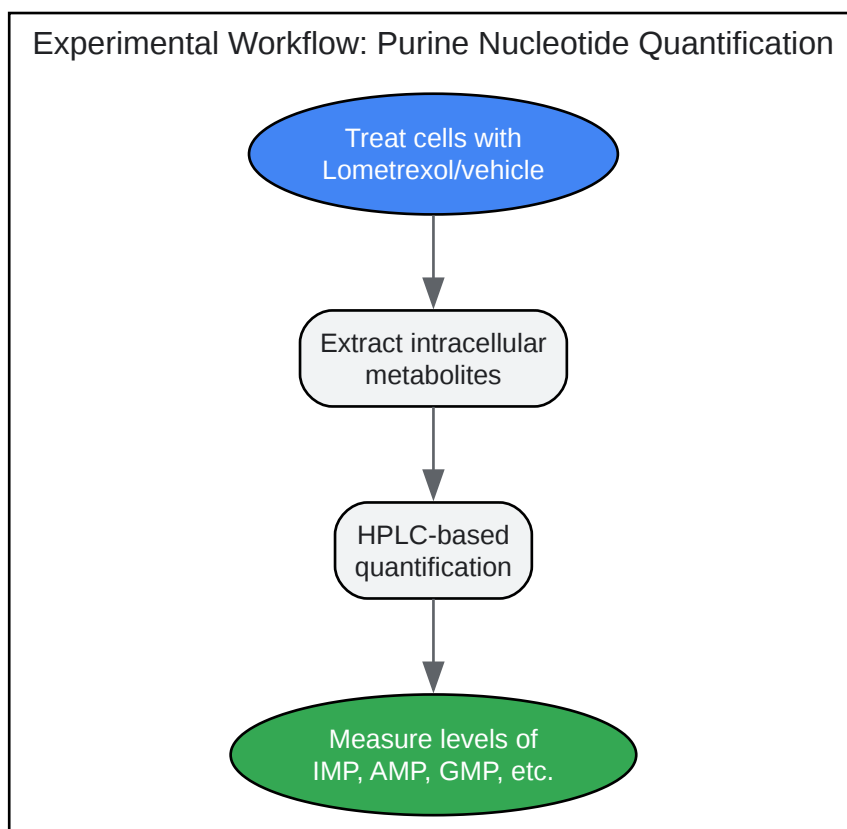 Experimental Workflow: Purine Nucleotide Quantification
Treat cells with
Lometrexol/vehicle
Extract intracellular
metabolites
HPLC-based
quantification
Measure levels of
IMP, AMP, GMP, etc.